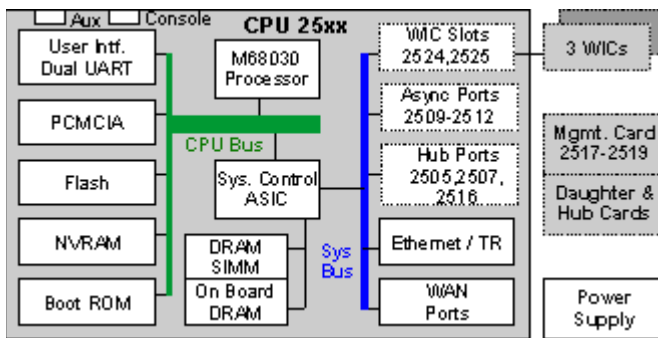 Aux
Console
CPU 25xx
User Intf.
Dual UART
M68030
Processor
WIC Slots
2524,2525
3 WICs
PCMCIA
CPU Bus
Async Ports
2509-2512
Mgmt. Card
2517-2519
Flash
Sys. Control
ASIC
Hub Ports
2505,2507,
2516
Daughter &
Hub Cards
NVRAM
DRAM
SIMM
Sys
Bus
Ethernet / TR
Boot ROM
On Board
DRAM
WAN
Ports
Power
Supply